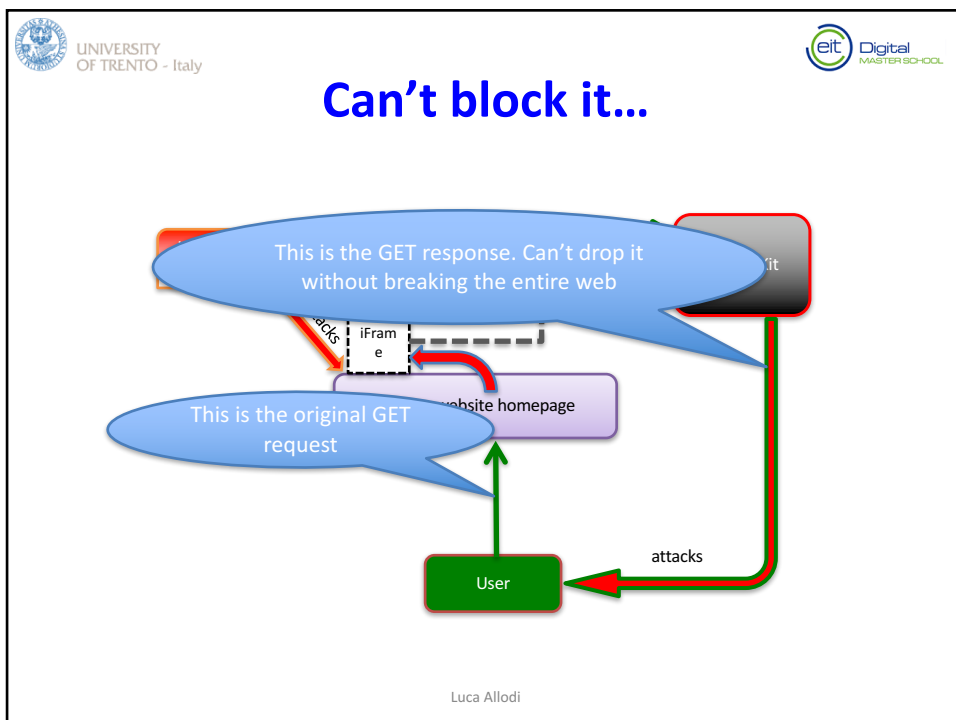 UNIVERSITY
OF TRENTO - Italy
eit Digital
MASTER SCHOOL
Can't block it…
This is the GET response. Can't drop it
without breaking the entire web
iFram
e
website homepage
This is the original GET
request
attacks
User
Luca Allodi